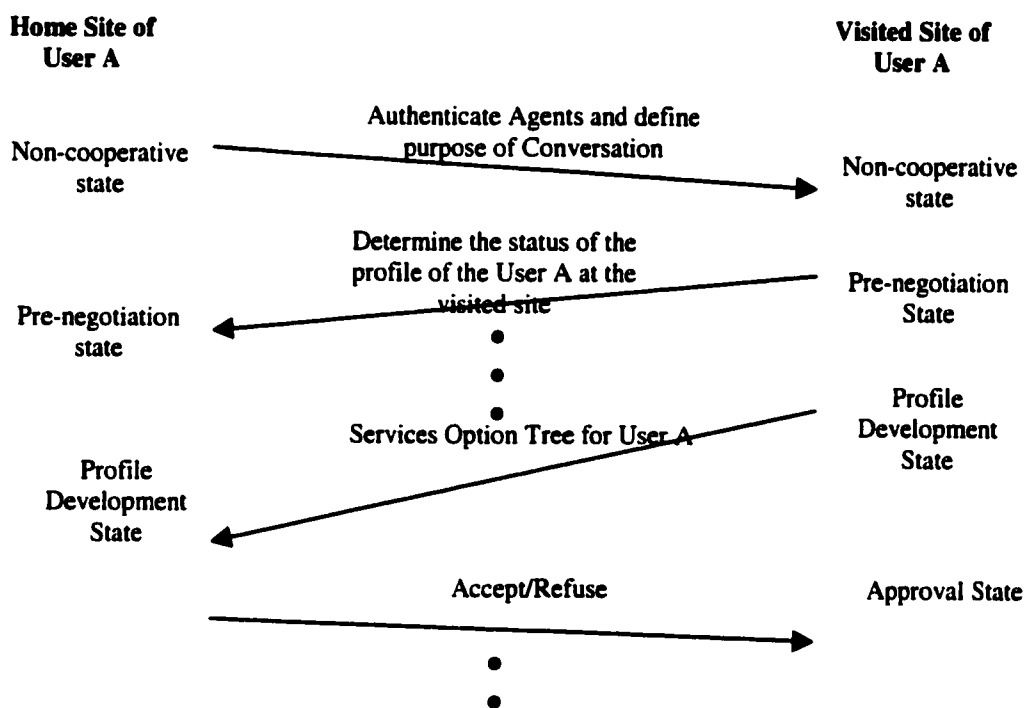 Home Site of
User A
Visited Site of
User A
Authenticate Agents and define
purpose of Conversation
Non-cooperative
state
Non-cooperative
state
Determine the status of the
profile of the User A at the
visited site
Pre-negotiation
State
Pre-negotiation
state
Profile
Development
State
Services Option Tree for User A
Profile
Development
State
Accept/Refuse
Approval State